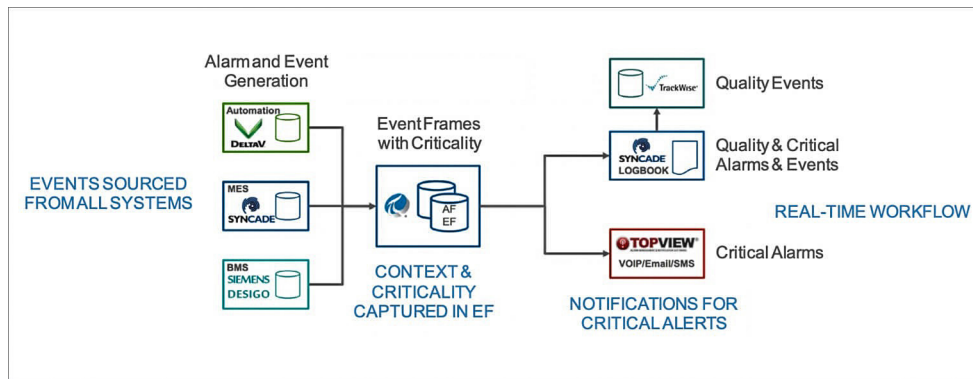 Alarm and Event
Generation
Automation
DELTAV
MES
SYNCADE
BMS
SIEMENS
DESIGO
EVENTS SOURCED
FROM ALL SYSTEMS
Event Frames
with Criticality
AF
EF
CONTEXT &
CRITICALITY
CAPTURED IN EF
TrackWise®
Quality Events
SYNCADE
LOGBOOK
Quality & Critical
Alarms & Events
TOPVIEW®
VOIP/Email/SMS
Critical Alarms
NOTIFICATIONS FOR
CRITICAL ALERTS
REAL-TIME WORKFLOW